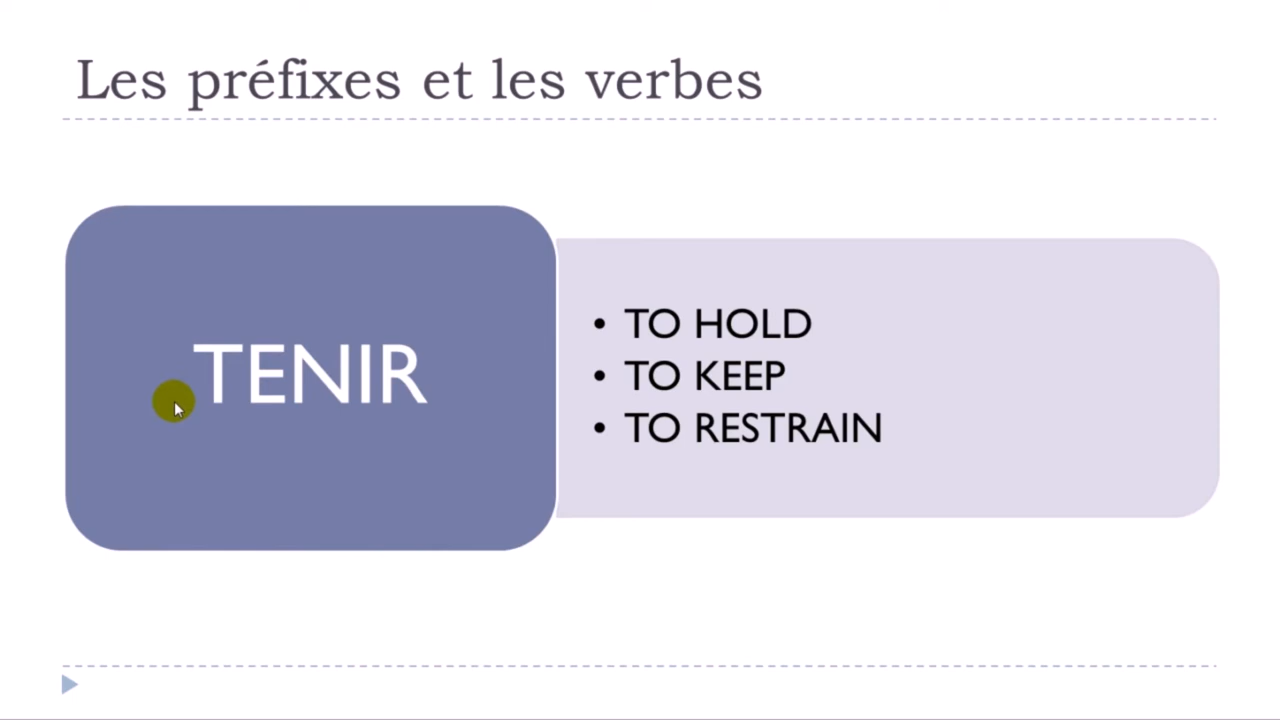 Les préfixes et les verbes
TENIR
• TO HOLD
• TO KEEP
• TO RESTRAIN